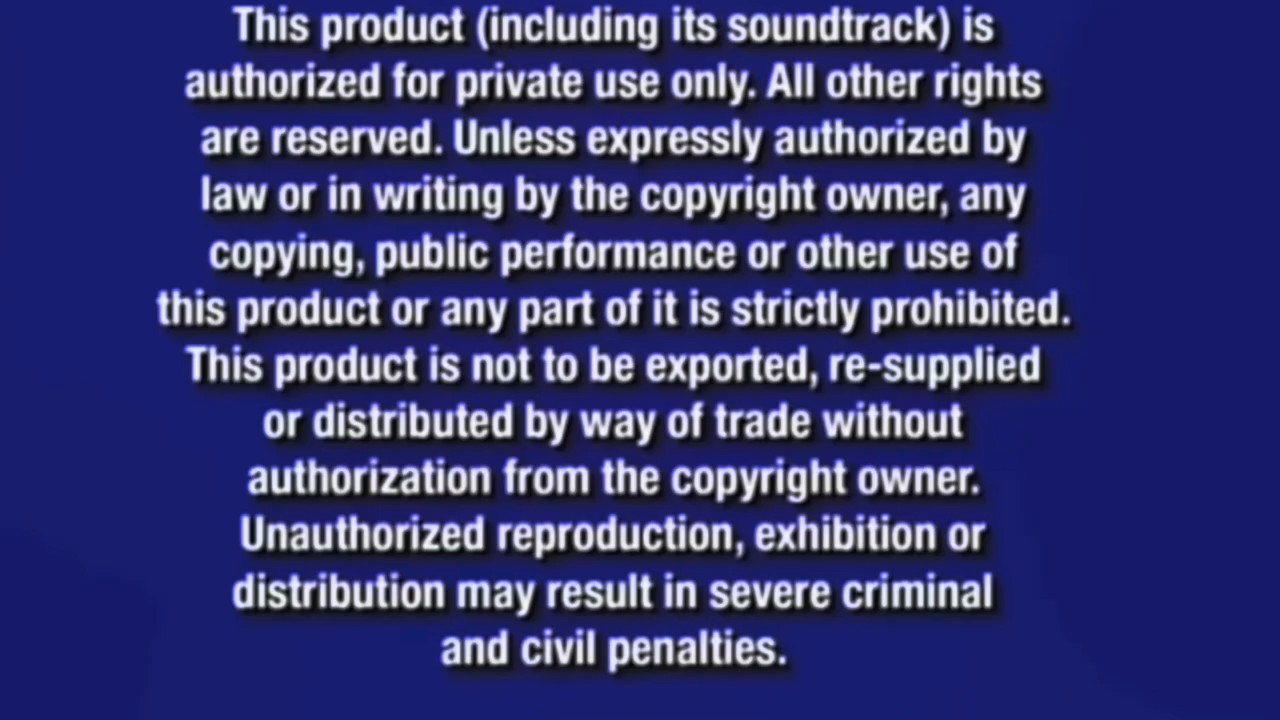 This product (including its soundtrack) is
authorized for private use only. All other rights
are reserved. Unless expressly authorized by
law or in writing by the copyright owner, any
copying, public performance or other use of
this product or any part of it is strictly prohibited.
This product is not to be exported, re-supplied
or distributed by way of trade without
authorization from the copyright owner.
Unauthorized reproduction, exhibition or
distribution may result in severe criminal
and civil penalties.